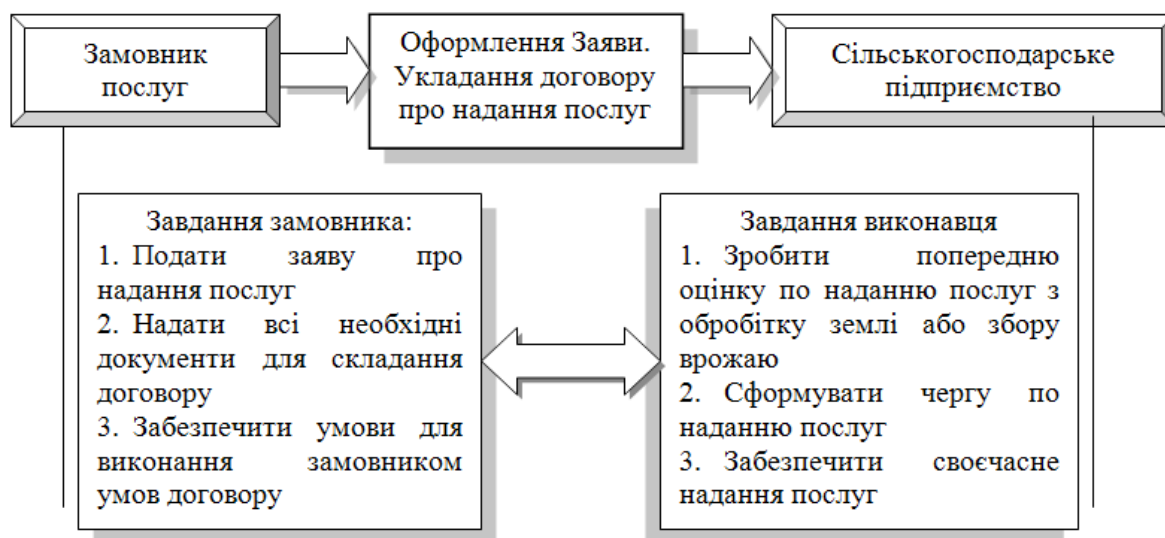 Замовник
послуг
Оформлення Заяви.
Укладання договору
про надання послуг
Сільськогосподарське
підприємство
Завдання замовника:
1. Подати заяву про
надання послуг
2. Надати всі необхідні
документи для складання
договору
3. Забезпечити умови для
виконання замовником
умов договору
Завдання виконавця
1. Зробити попередню
оцінку по наданню послуг з
обробітку землі або збору
врожаю
2. Сформувати чергу по
наданню послуг
3. Забезпечити своєчасне
надання послуг